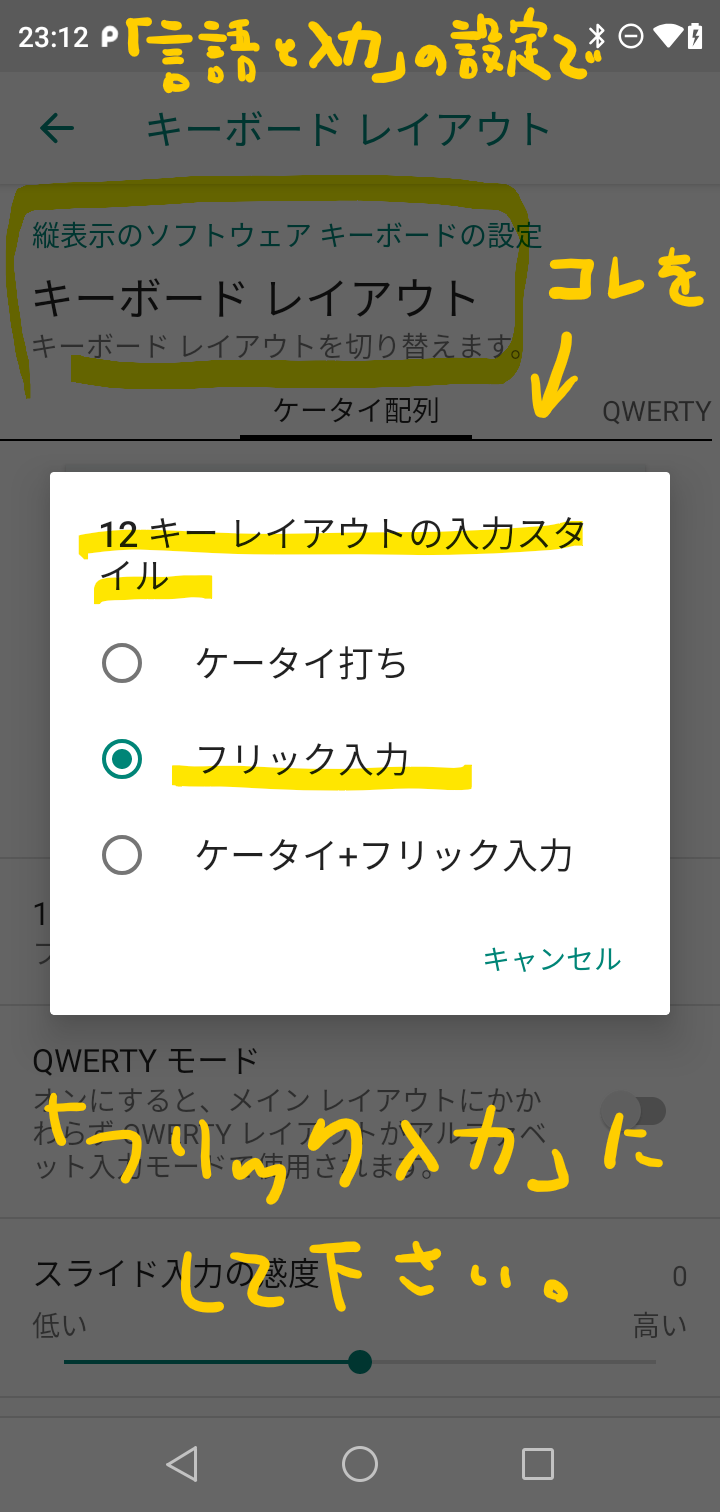 23:12
「言語と入力」の設定で
キーボード レイアウト
縦表示のソフトウェア キーボードの設定
キーボード レイアウト
キーボード レイアウトを切り替えます。
コレを
ケータイ配列 QWERTY
12 キー レイアウトの入力スタ
イル
ケータイ打ち
フリック入力
ケータイ+フリック入力
キャンセル
1
フ
QWERTY モード
オンにすると、メイン レイアウトにかか
わらず QWERTY レイアウトがアルファベ
ット入力モードで使用されます。
「フリック入力」に
スライド入力の感度 0
して下さい。
低い 高い